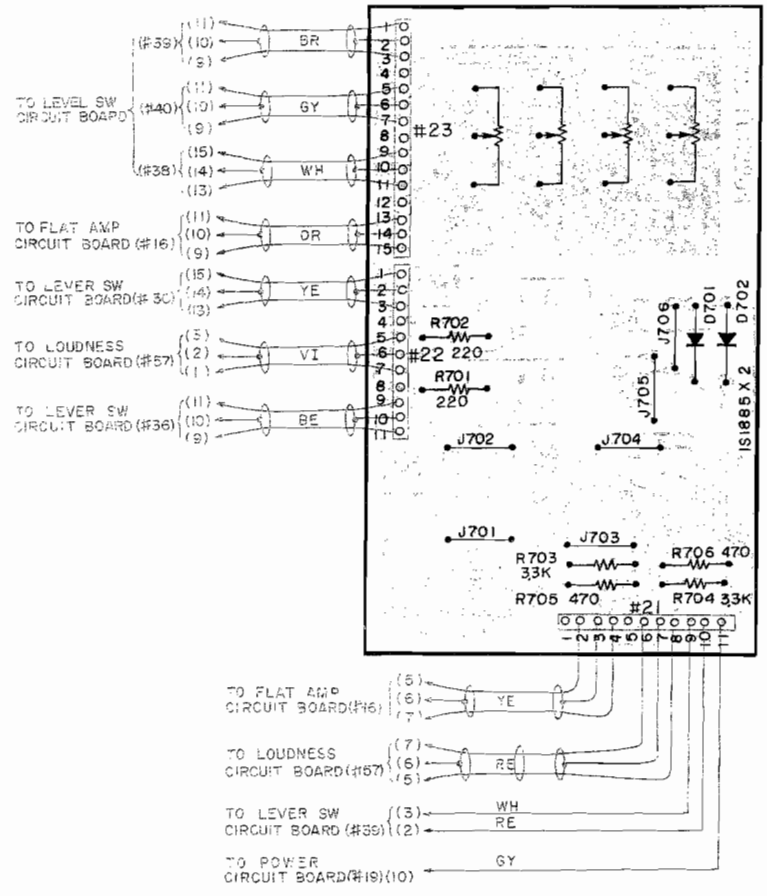 TO LEVEL SW
CIRCUIT BOARD
(#39)
(11)
(10)
(9)
BR
(#40)
(11)
(10)
(9)
GY
(#38)
(15)
(14)
(13)
WH
TO FLAT AMP
CIRCUIT BOARD (#16)
(11)
(10)
(9)
OR
TO LEVER SW
CIRCUIT BOARD (#30)
(15)
(14)
(13)
YE
TO LOUDNESS
CIRCUIT BOARD (#57)
(3)
(2)
(1)
VI
TO LEVER SW
CIRCUIT BOARD (#36)
(11)
(10)
(9)
BE
1
2
3
4
5
6
7
8
9
10
11
12
13
14
15
#23
1
2
3
4
5
6
7
8
9
10
11
#22
R702
220
R701
220
J702
J704
J705
J706
D701
D702
1S1885 X 2
J701
J703
R703
3.3K
R705 470
R706 470
R704 3.3K
#21
1 2 3 4 5 6 7 8 9 10 11
TO FLAT AMP
CIRCUIT BOARD (#16)
(5)
(6)
(7)
YE
TO LOUDNESS
CIRCUIT BOARD (#57)
(7)
(6)
(5)
RE
TO LEVER SW
CIRCUIT BOARD (#39)
(3)
(2)
WH
RE
TO POWER
CIRCUIT BOARD (#19) (10)
GY